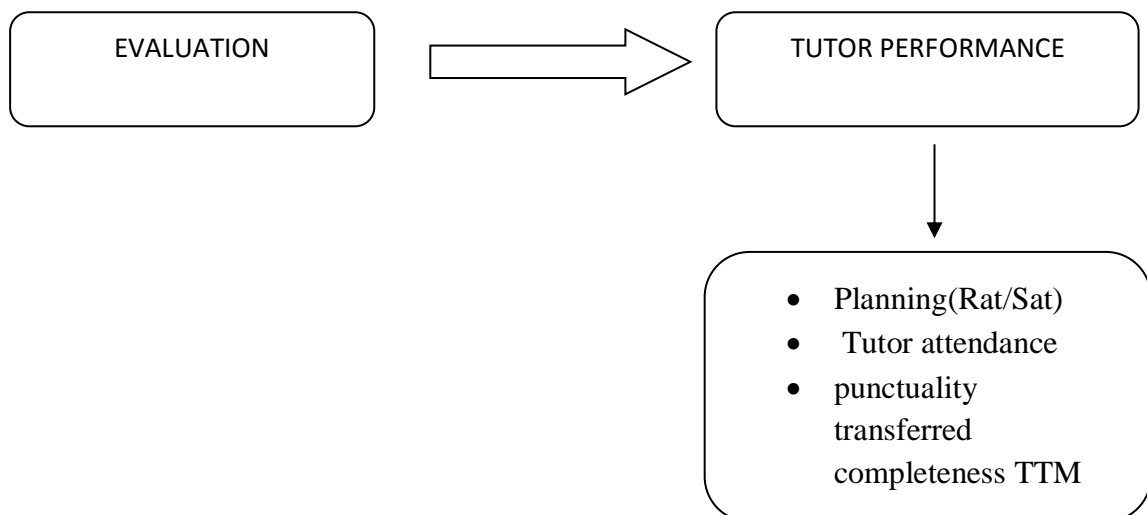 EVALUATION
TUTOR PERFORMANCE
• Planning(Rat/Sat)
• Tutor attendance
• punctuality
transferred
completeness TTM